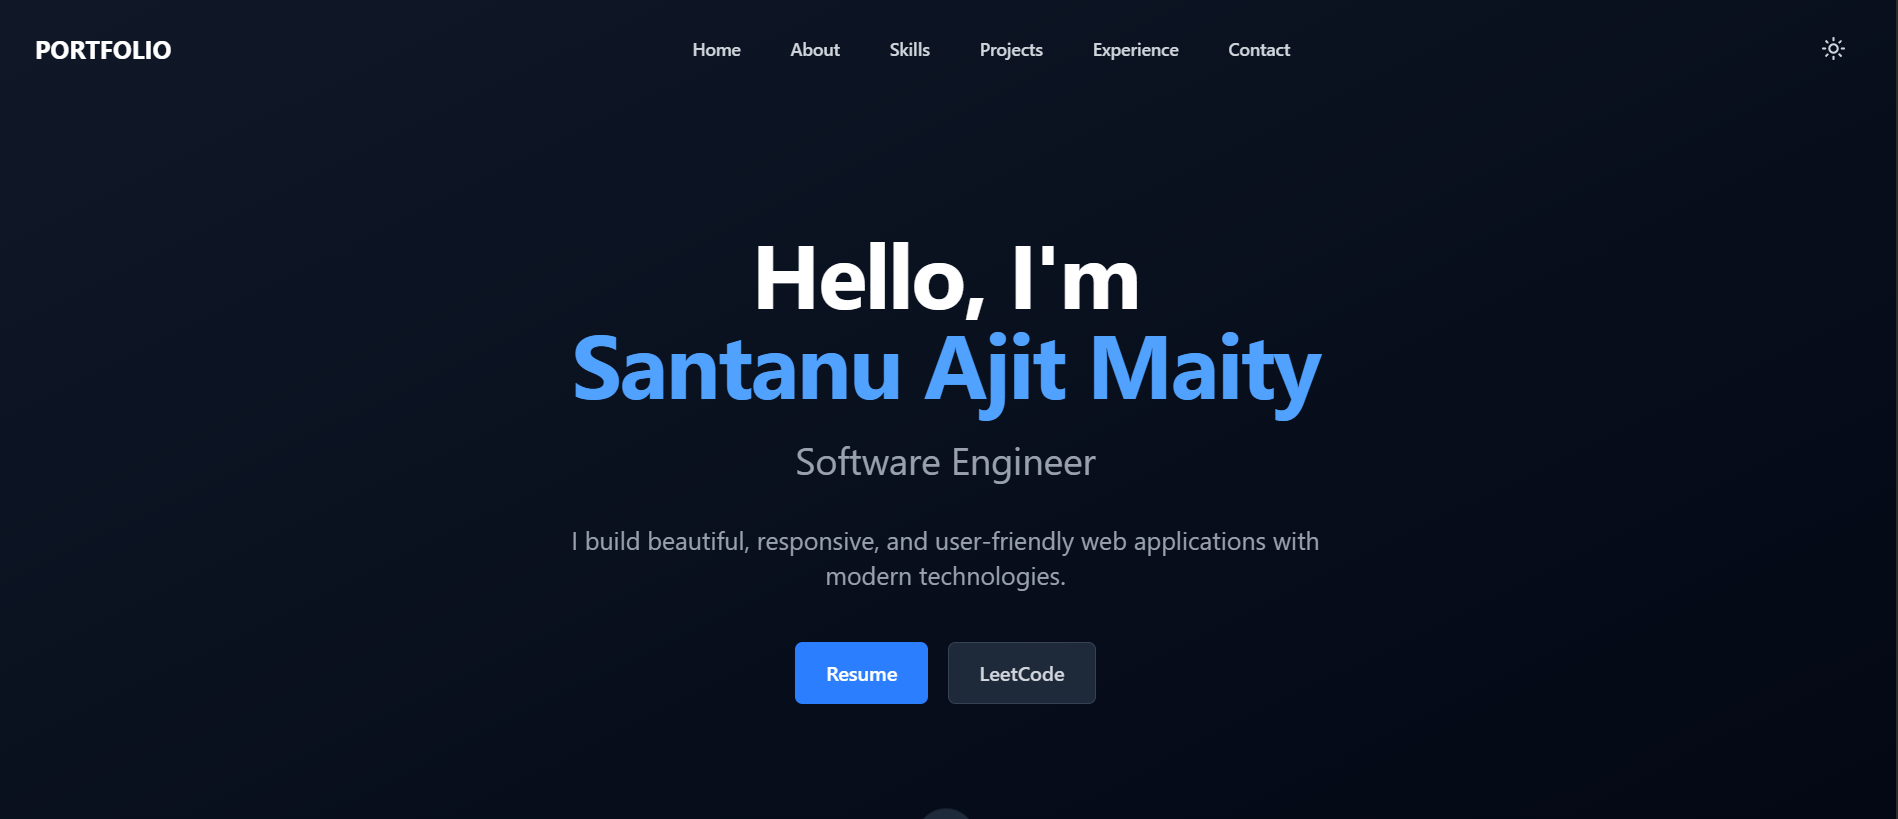 PORTFOLIO
Home About Skills Projects Experience Contact
Hello, I'm
Santanu Ajit Maity
Software Engineer
I build beautiful, responsive, and user-friendly web applications with
modern technologies.
Resume LeetCode